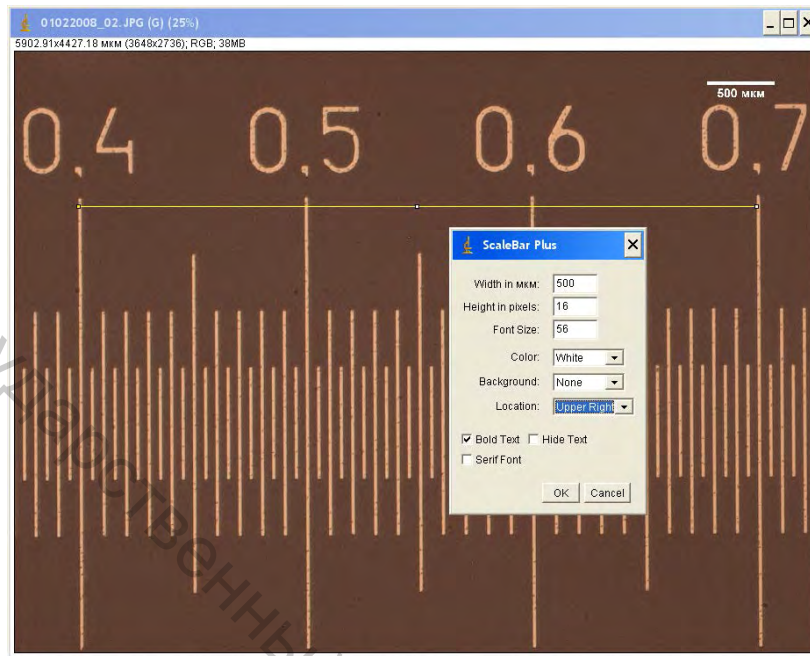 01022008_02.JPG (G) (25%)
5902.91x4427.18 мкм (3648x2736); RGB; 38MB
500 мкм
0,4 0,5 0,6 0,7
ScaleBar Plus
Width in мкм: 500
Height in pixels: 16
Font Size: 56
Color: White
Background: None
Location: Upper Right
Bold Text Hide Text
Serif Font
OK Cancel